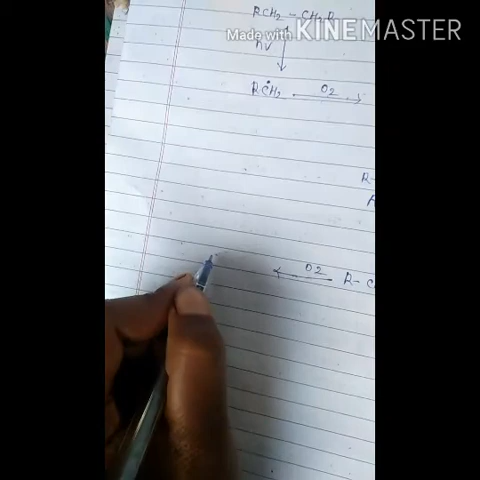 RCH2 - CH2R
Made with KINEMASTER
hν
RĊH2 O2
R-
O2 R- C